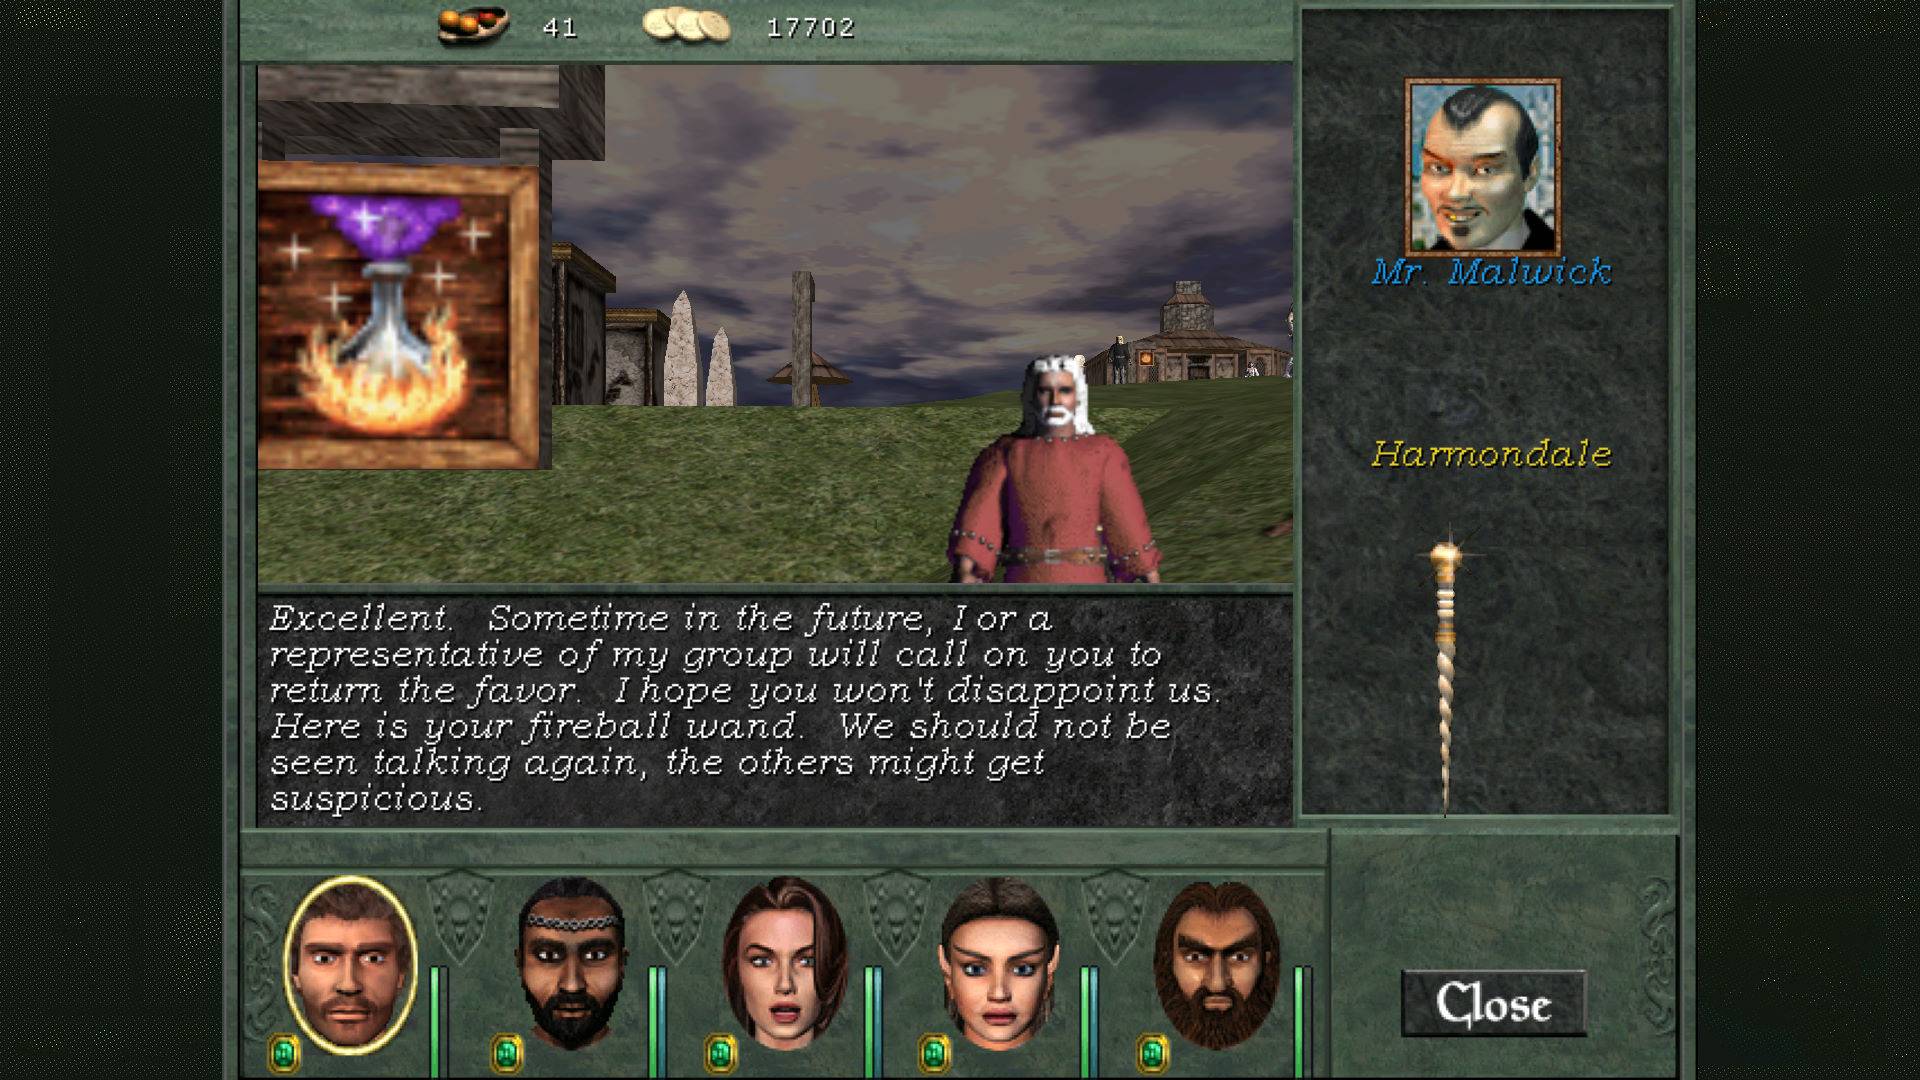 41
17702
Mr. Malwick
Harmondale
Excellent.  Sometime in the future, I or a
representative of my group will call on you to
return the favor.  I hope you won't disappoint us.
Here is your fireball wand.  We should not be
seen talking again, the others might get
suspicious.
Close